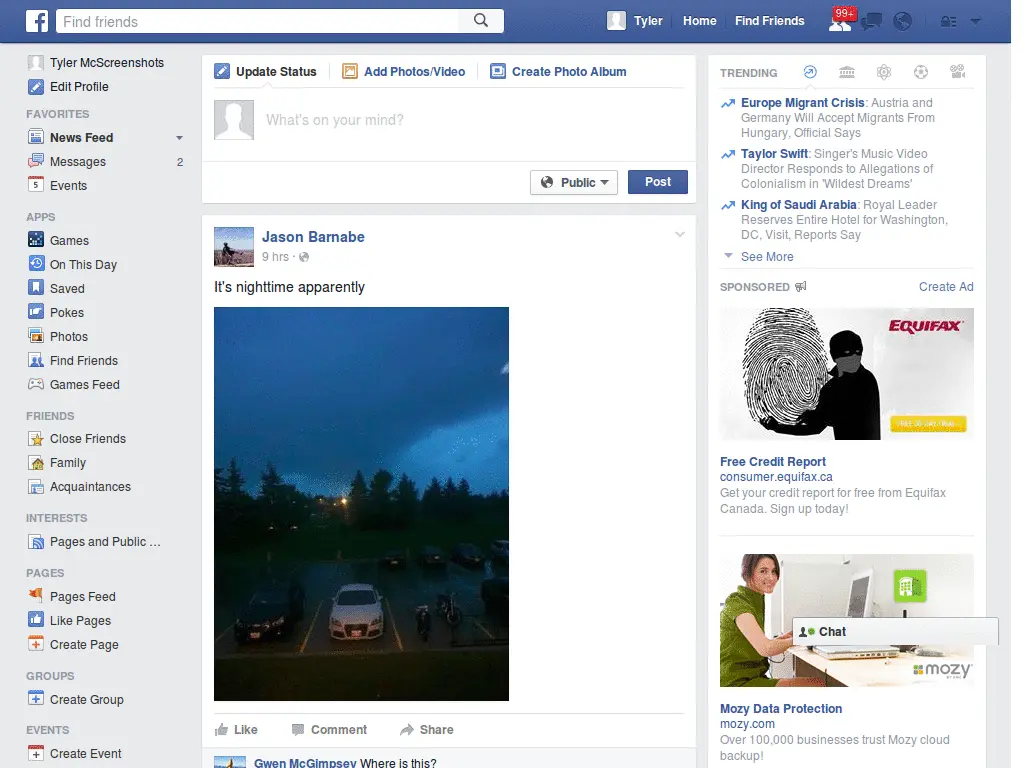 Find friends
Tyler
Home
Find Friends
99+
Tyler McScreenshots
Edit Profile
FAVORITES
News Feed
Messages
2
5
Events
APPS
Games
On This Day
Saved
Pokes
Photos
Find Friends
Games Feed
FRIENDS
Close Friends
Family
Acquaintances
INTERESTS
Pages and Public ...
PAGES
Pages Feed
Like Pages
Create Page
GROUPS
Create Group
EVENTS
Create Event
Update Status
Add Photos/Video
Create Photo Album
What's on your mind?
Public
Post
Jason Barnabe
9 hrs ·
It's nighttime apparently
Like
Comment
Share
Gwen McGimpsey Where is this?
TRENDING
Europe Migrant Crisis: Austria and
Germany Will Accept Migrants From
Hungary, Official Says
Taylor Swift: Singer's Music Video
Director Responds to Allegations of
Colonialism in 'Wildest Dreams'
King of Saudi Arabia: Royal Leader
Reserves Entire Hotel for Washington,
DC, Visit, Reports Say
See More
SPONSORED
Create Ad
EQUIFAX
Free Credit Report
consumer.equifax.ca
Get your credit report for free from Equifax
Canada. Sign up today!
Chat
mozy
Mozy Data Protection
mozy.com
Over 100,000 businesses trust Mozy cloud
backup!